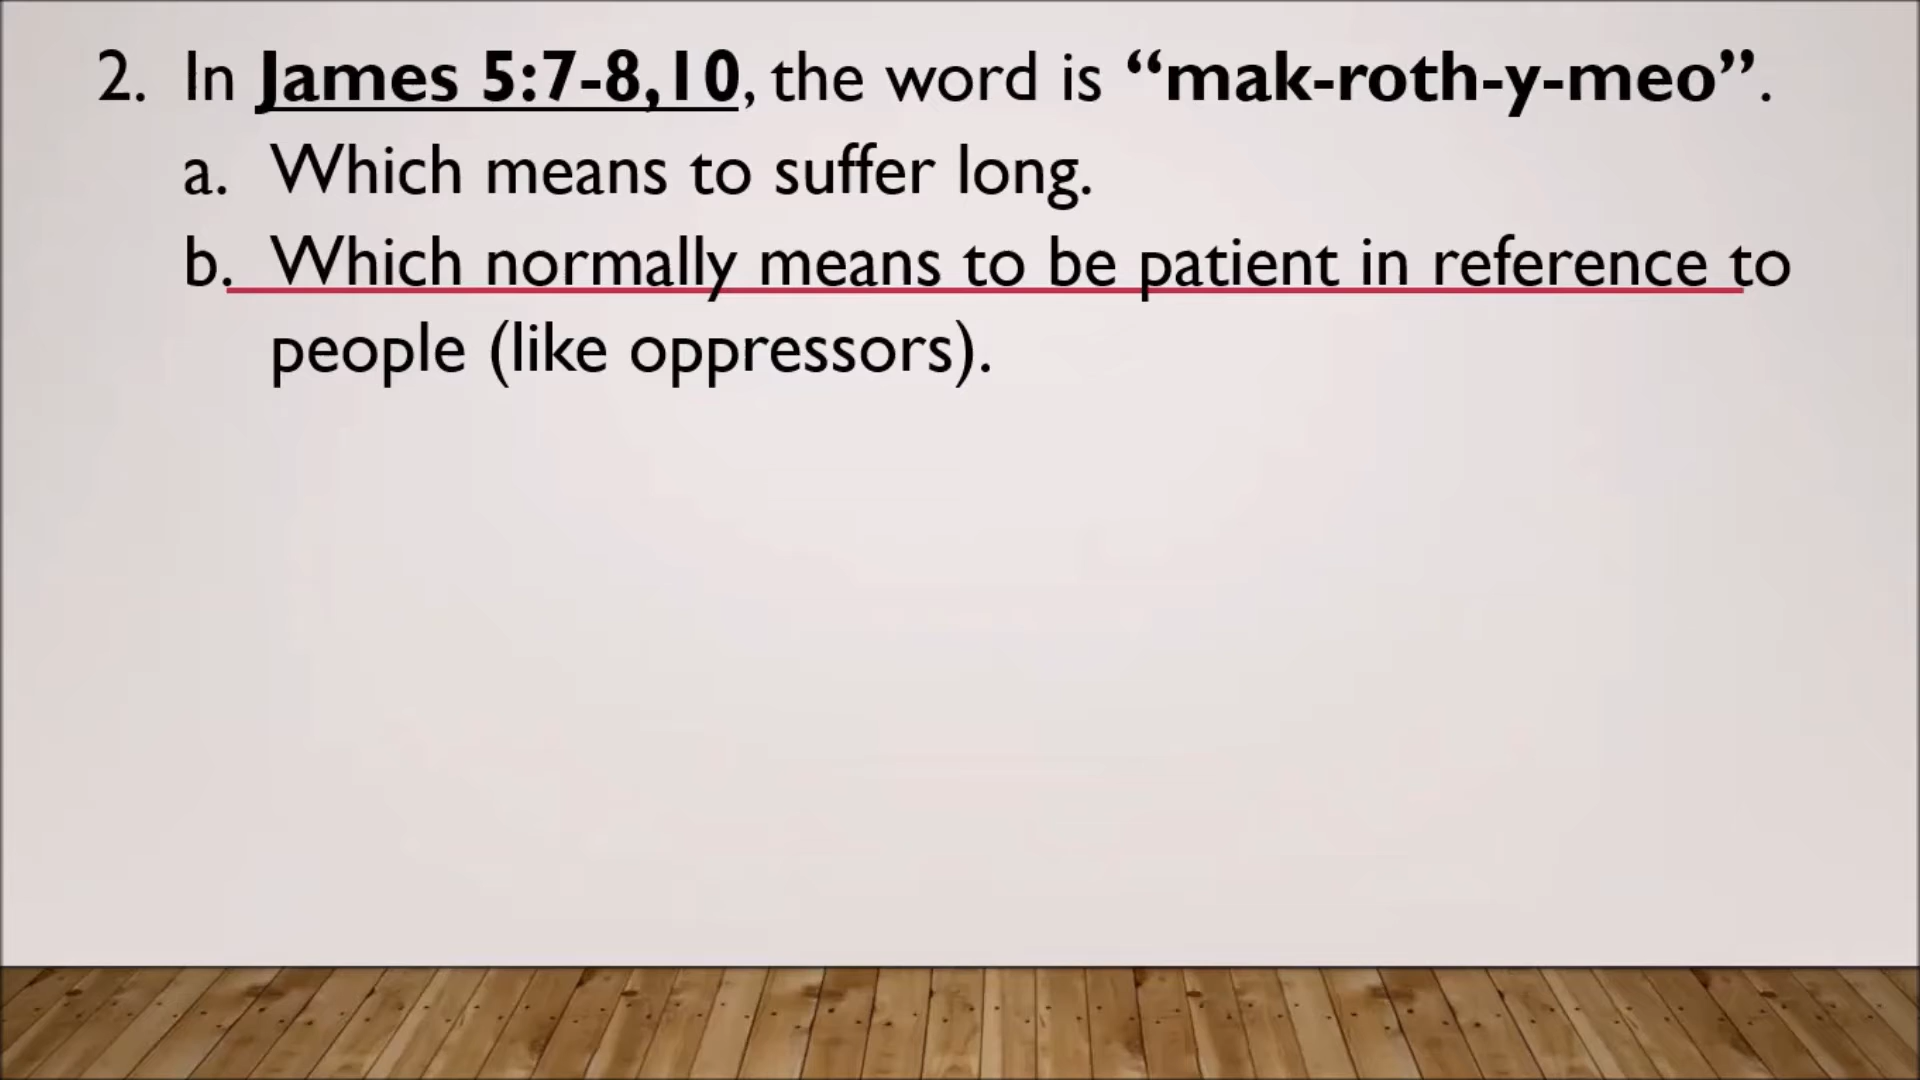 2. In James 5:7-8,10, the word is “mak-roth-y-meo”.
a. Which means to suffer long.
b. Which normally means to be patient in reference to
people (like oppressors).